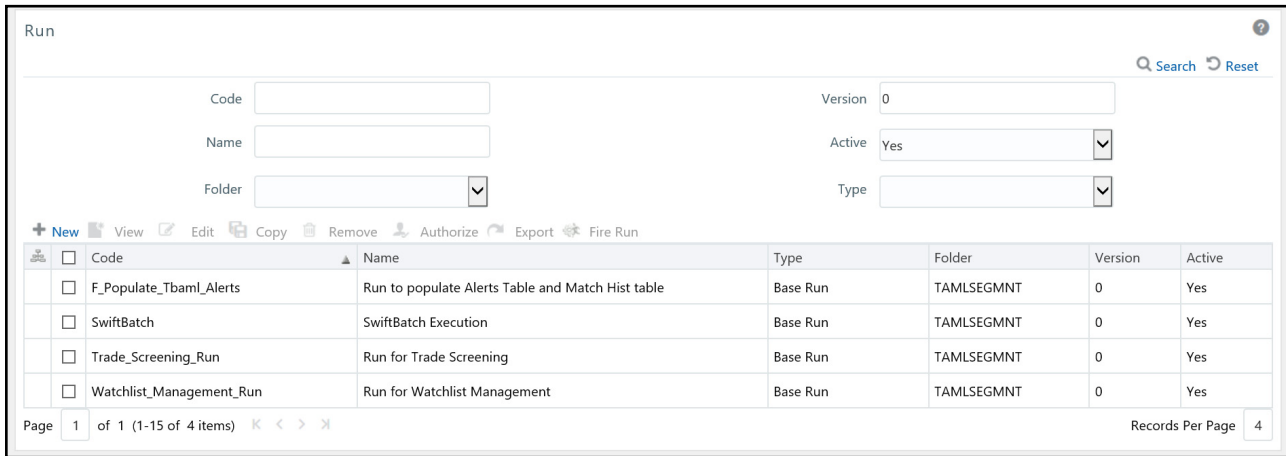 Run
Search Reset
Code Version 0
Name Active Yes
Folder Type
New View Edit Copy Remove Authorize Export Fire Run
Code Name Type Folder Version Active
F_Populate_Tbaml_Alerts Run to populate Alerts Table and Match Hist table Base Run TAMLSEGMNT 0 Yes
SwiftBatch SwiftBatch Execution Base Run TAMLSEGMNT 0 Yes
Trade_Screening_Run Run for Trade Screening Base Run TAMLSEGMNT 0 Yes
Watchlist_Management_Run Run for Watchlist Management Base Run TAMLSEGMNT 0 Yes
Page 1 of 1 (1-15 of 4 items) Records Per Page 4